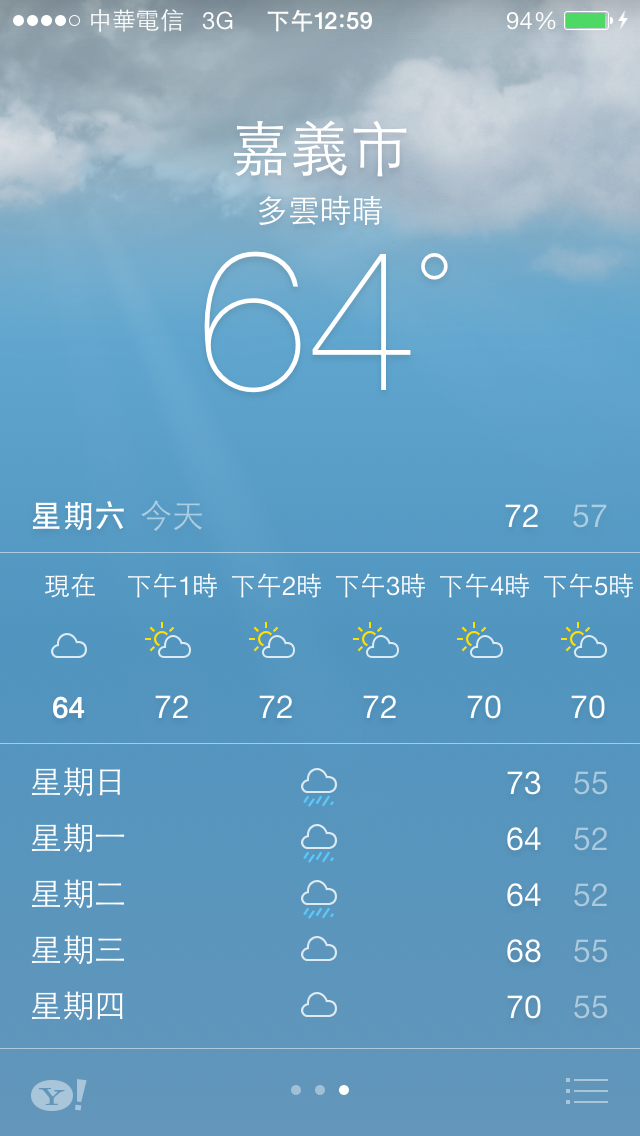 中華電信 3G 下午12:59 94%
嘉義市
多雲時晴
64°
星期六 今天 72 57
現在 下午1時 下午2時 下午3時 下午4時 下午5時
64 72 72 72 70 70
星期日 73 55
星期一 64 52
星期二 64 52
星期三 68 55
星期四 70 55
Y!